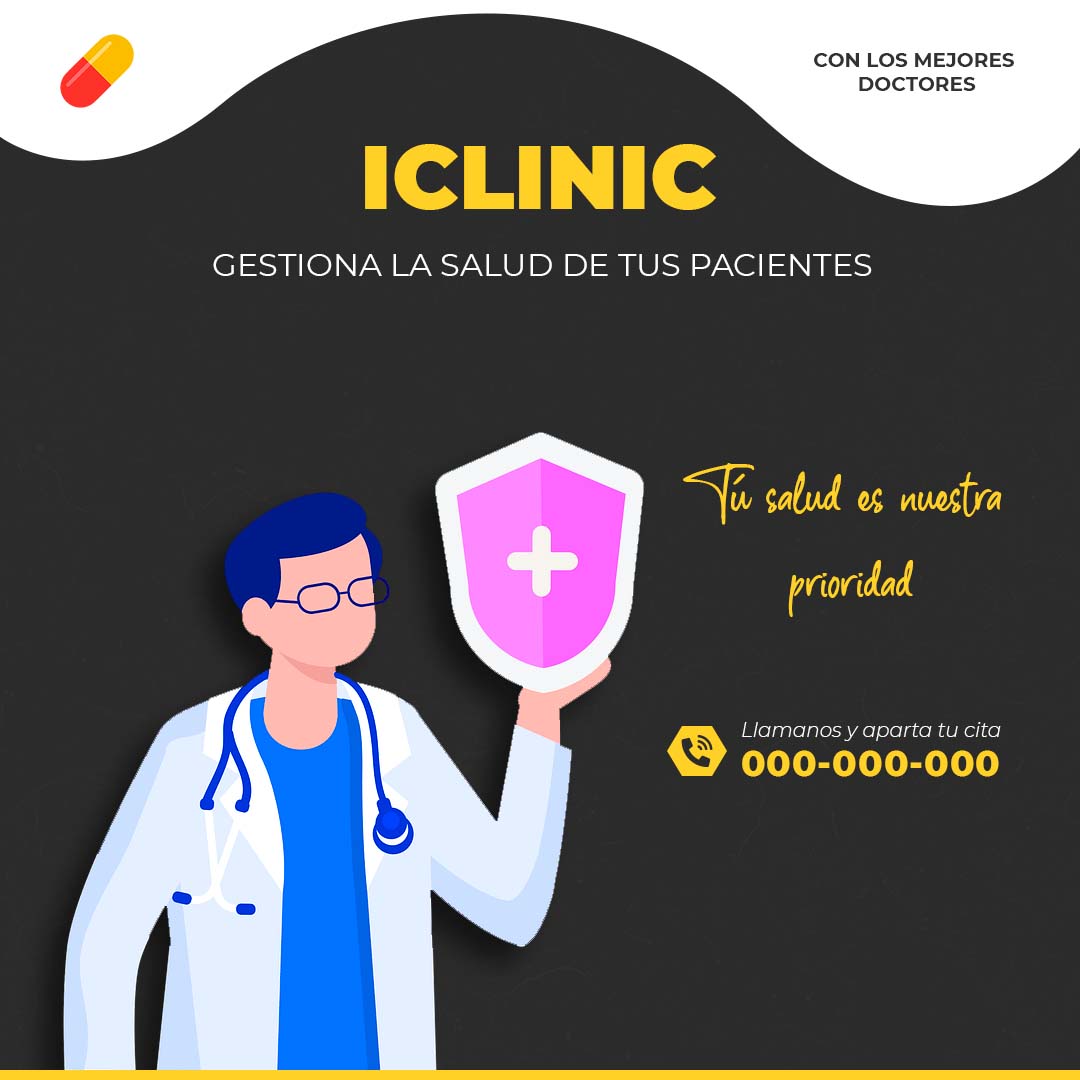 CON LOS MEJORES
DOCTORES
ICLINIC
GESTIONA LA SALUD DE TUS PACIENTES
Tú salud es nuestra
prioridad
Llamanos y aparta tu cita
000-000-000